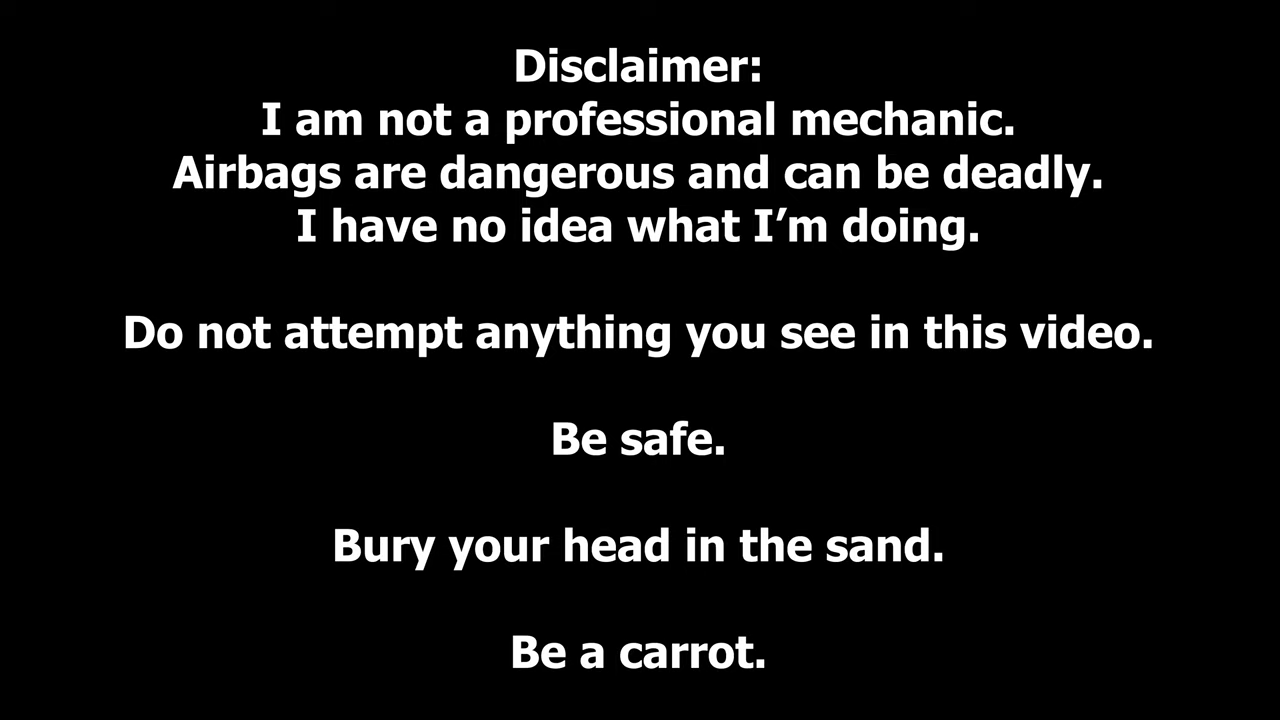 Disclaimer:
I am not a professional mechanic.
Airbags are dangerous and can be deadly.
I have no idea what I’m doing.
Do not attempt anything you see in this video.
Be safe.
Bury your head in the sand.
Be a carrot.